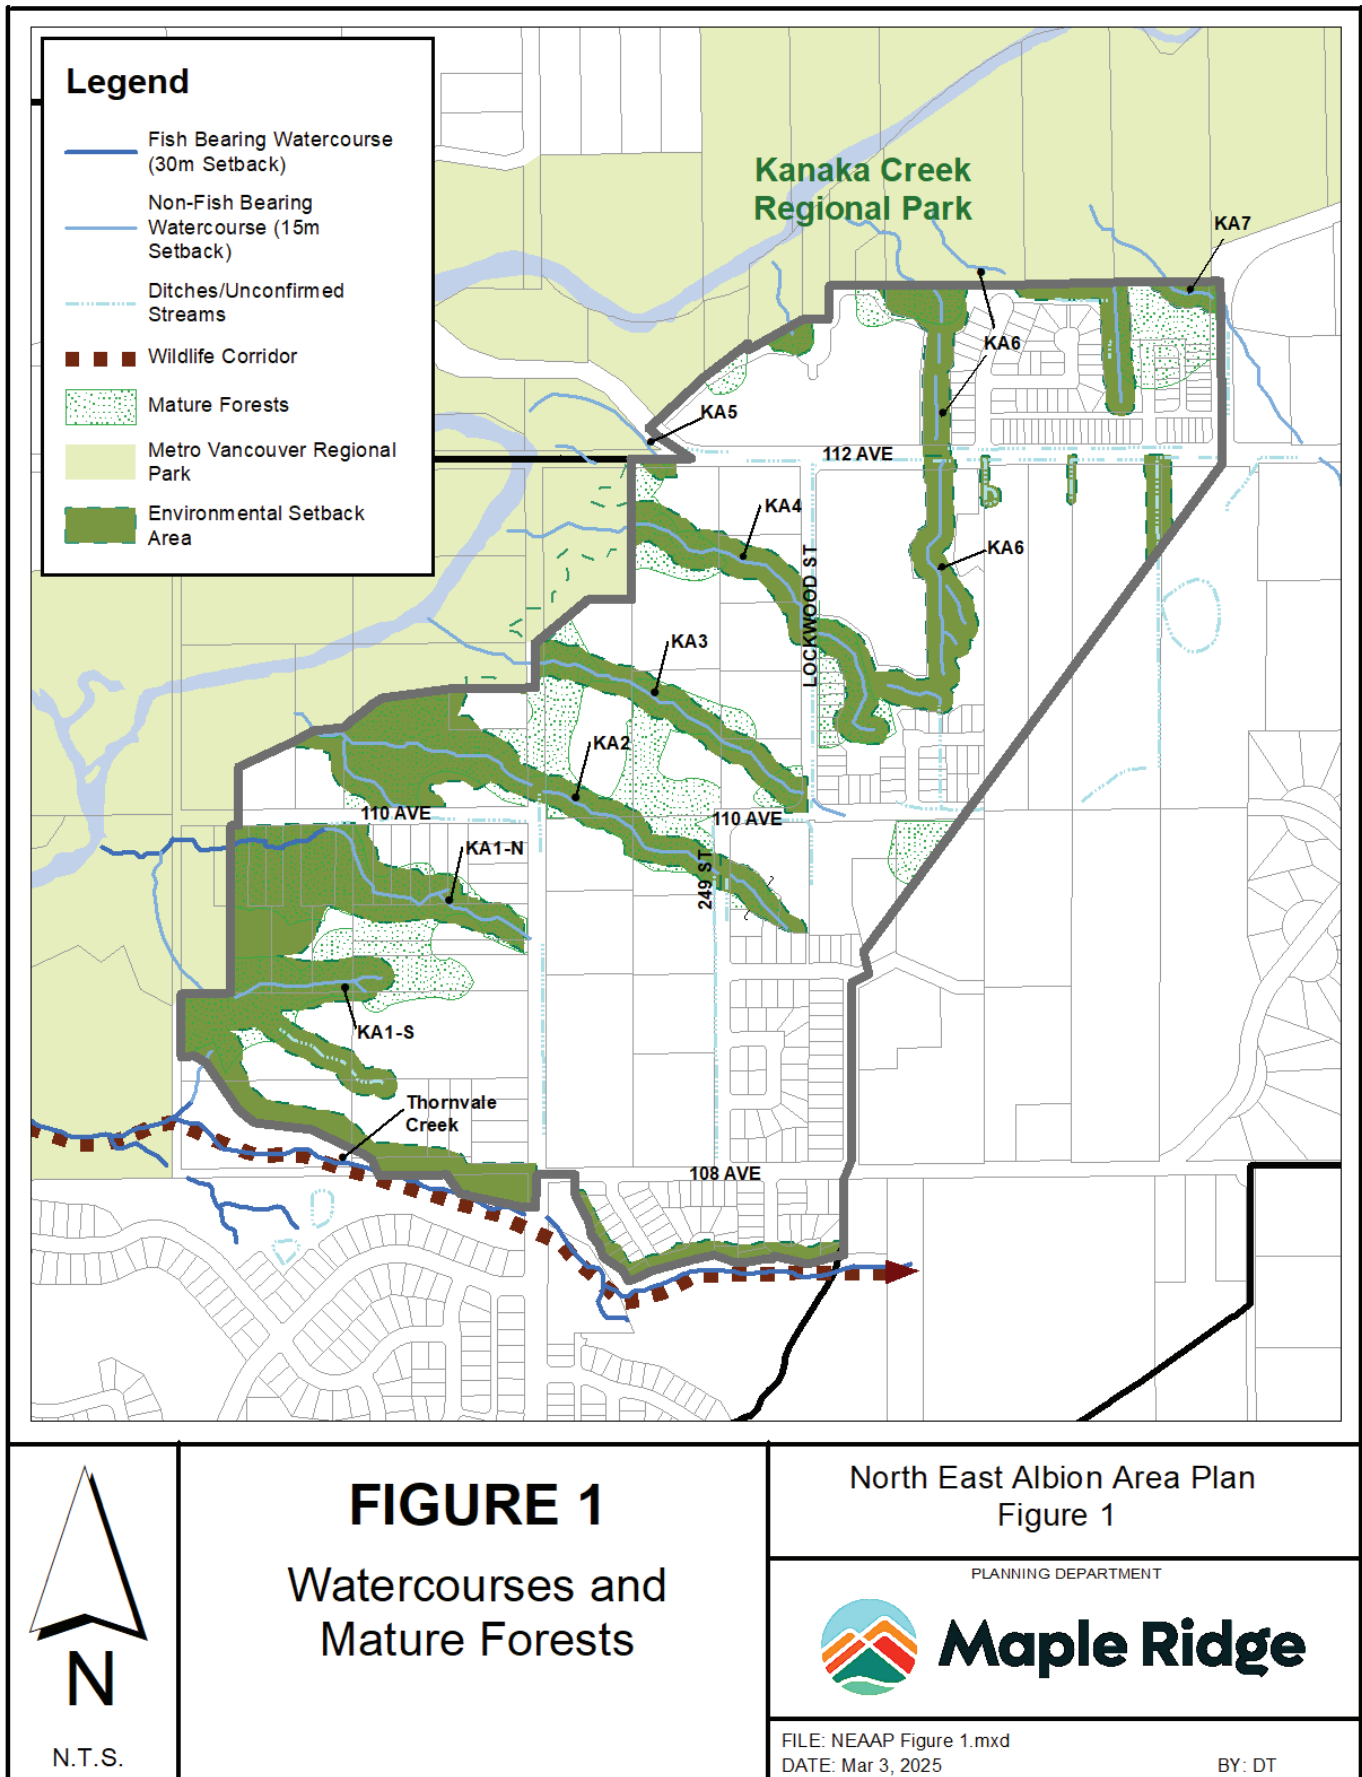 Legend
Fish Bearing Watercourse
(30m Setback)
Non-Fish Bearing
Watercourse (15m
Setback)
Ditches/Unconfirmed
Streams
Wildlife Corridor
Mature Forests
Metro Vancouver Regional
Park
Environmental Setback
Area
Kanaka Creek
Regional Park
KA7
KA6
KA5
112 AVE
KA4
KA6
LOCKWOOD ST
KA3
KA2
110 AVE
110 AVE
KA1-N
249 ST
KA1-S
Thornvale
Creek
108 AVE
N
N.T.S.
FIGURE 1
Watercourses and
Mature Forests
North East Albion Area Plan
Figure 1
PLANNING DEPARTMENT
Maple Ridge
FILE: NEAAP Figure 1.mxd
DATE: Mar 3, 2025
BY: DT